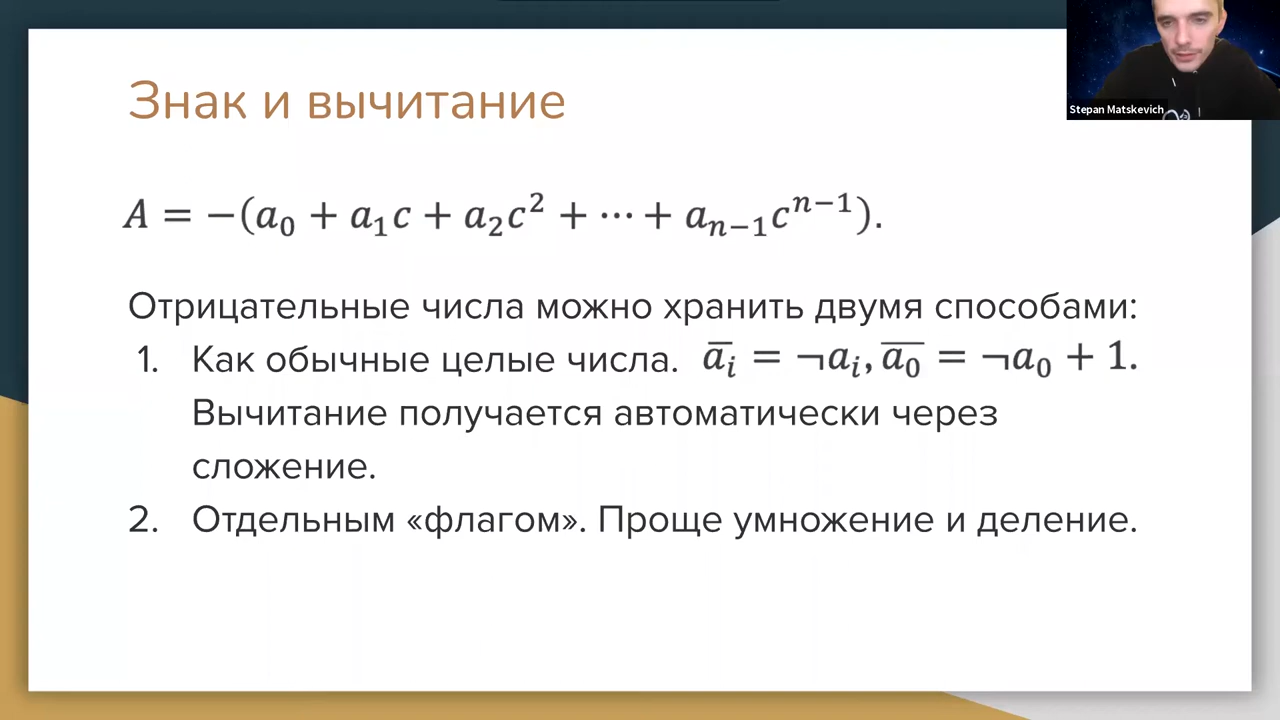 Знак и вычитание
Stepan Matskevich
A = −(a₀ + a₁c + a₂c² + ⋯ + aₙ₋₁cⁿ⁻¹).
Отрицательные числа можно хранить двумя способами:
1. Как обычные целые числа. a̅ᵢ = ¬aᵢ, a̅₀ = ¬a₀ + 1.
Вычитание получается автоматически через
сложение.
2. Отдельным «флагом». Проще умножение и деление.